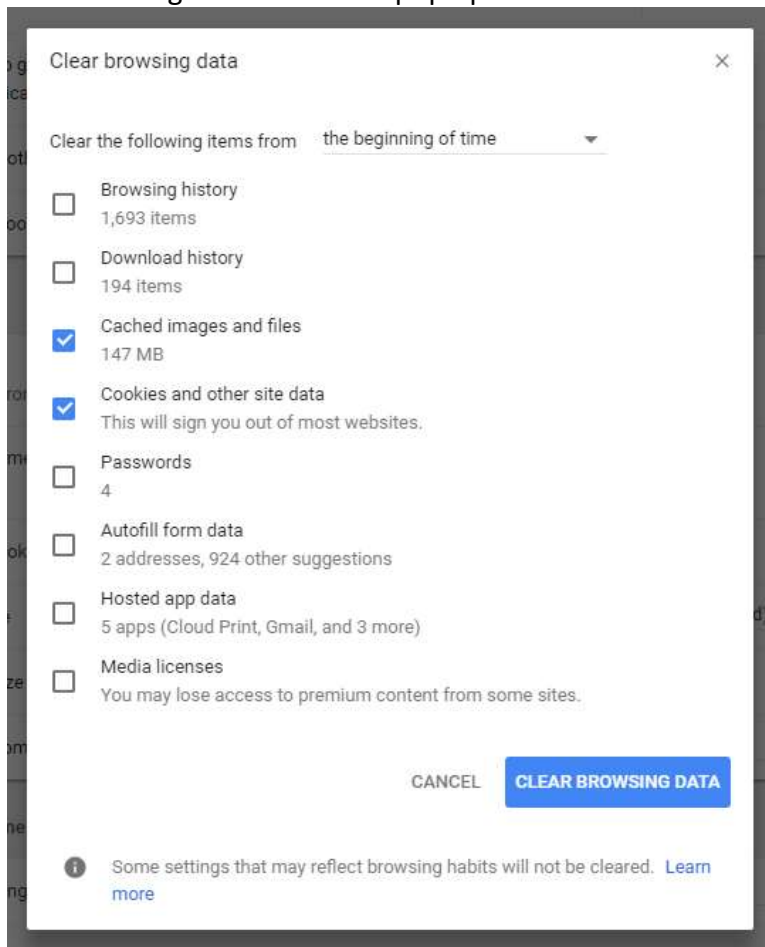 Clear browsing data
Clear the following items from the beginning of time
Browsing history
1,693 items
Download history
194 items
Cached images and files
147 MB
Cookies and other site data
This will sign you out of most websites.
Passwords
4
Autofill form data
2 addresses, 924 other suggestions
Hosted app data
5 apps (Cloud Print, Gmail, and 3 more)
Media licenses
You may lose access to premium content from some sites.
CANCEL CLEAR BROWSING DATA
Some settings that may reflect browsing habits will not be cleared. Learn
more